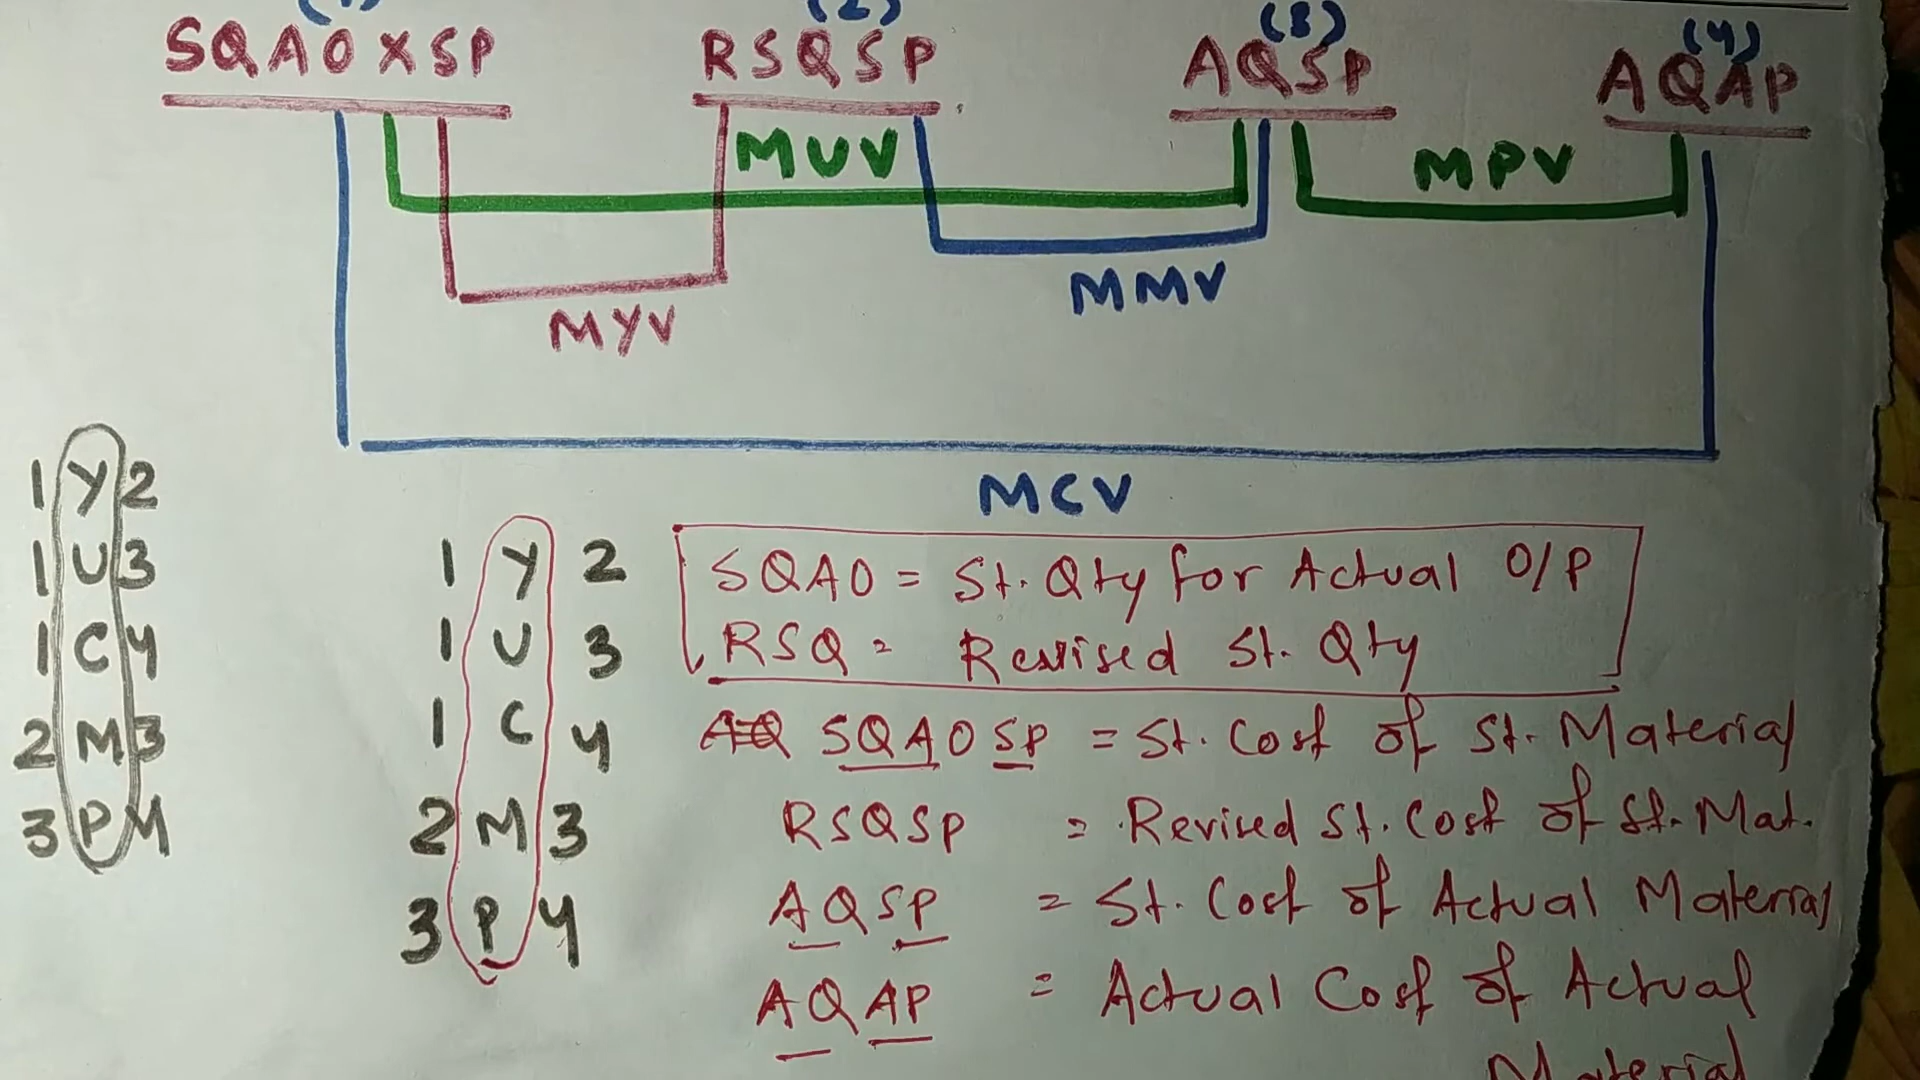 (1) (2) (3) (4)
SQAO X SP RSQSP AQSP AQAP
MUV MPV
MMV
MYV
MCV
1 Y 2
1 U 3
1 C 4
2 M 3
3 P 4
1 Y 2
1 U 3
1 C 4
2 M 3
3 P 4
SQAO = St. Qty for Actual O/P
RSQ = Revised St. Qty
SQAO SP = St. Cost of St. Material
RSQSP = Revised St. Cost of St. Mat.
AQSP = St. Cost of Actual Material
AQAP = Actual Cost of Actual
Material